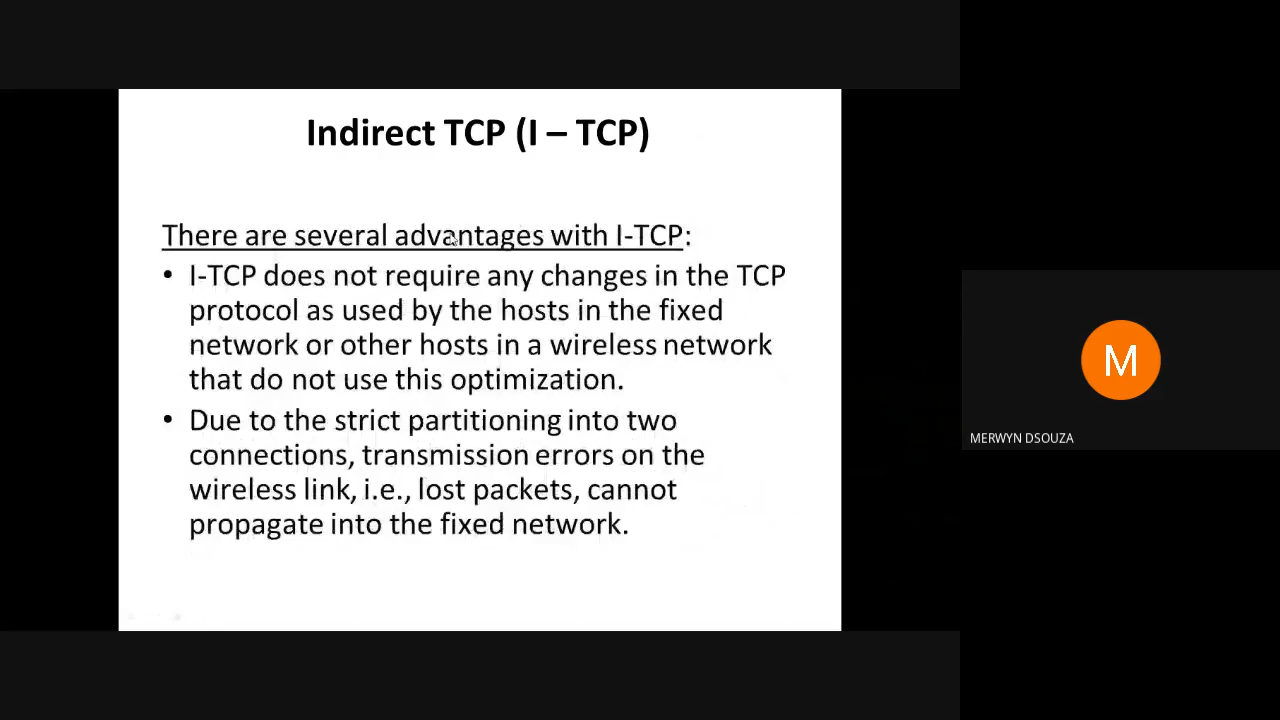 Indirect TCP (I – TCP)
There are several advantages with I-TCP:
• I-TCP does not require any changes in the TCP
protocol as used by the hosts in the fixed
network or other hosts in a wireless network
that do not use this optimization.
• Due to the strict partitioning into two
connections, transmission errors on the
wireless link, i.e., lost packets, cannot
propagate into the fixed network.
M
MERWYN DSOUZA